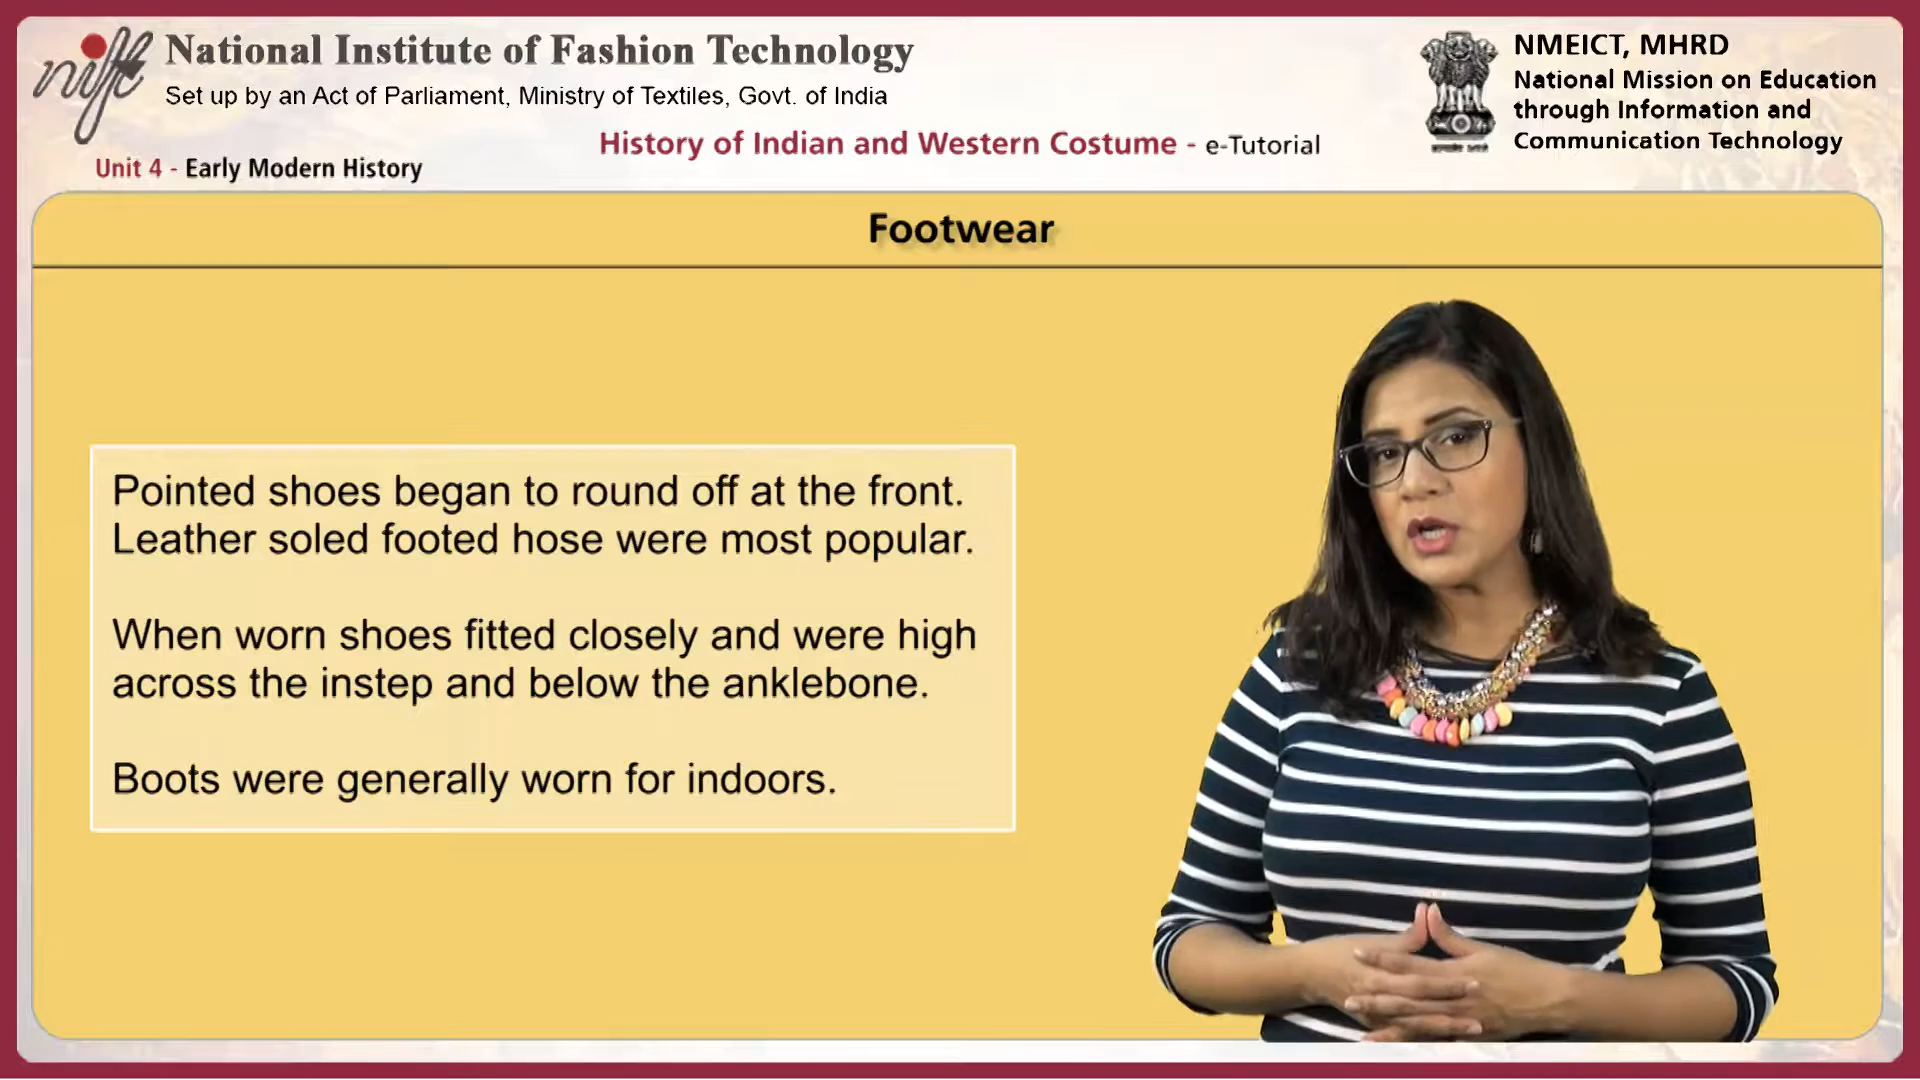 nift
National Institute of Fashion Technology
Set up by an Act of Parliament, Ministry of Textiles, Govt. of India
NMEICT, MHRD
National Mission on Education
through Information and
Communication Technology
History of Indian and Western Costume - e-Tutorial
Unit 4 - Early Modern History
Footwear
Pointed shoes began to round off at the front.
Leather soled footed hose were most popular.
When worn shoes fitted closely and were high
across the instep and below the anklebone.
Boots were generally worn for indoors.